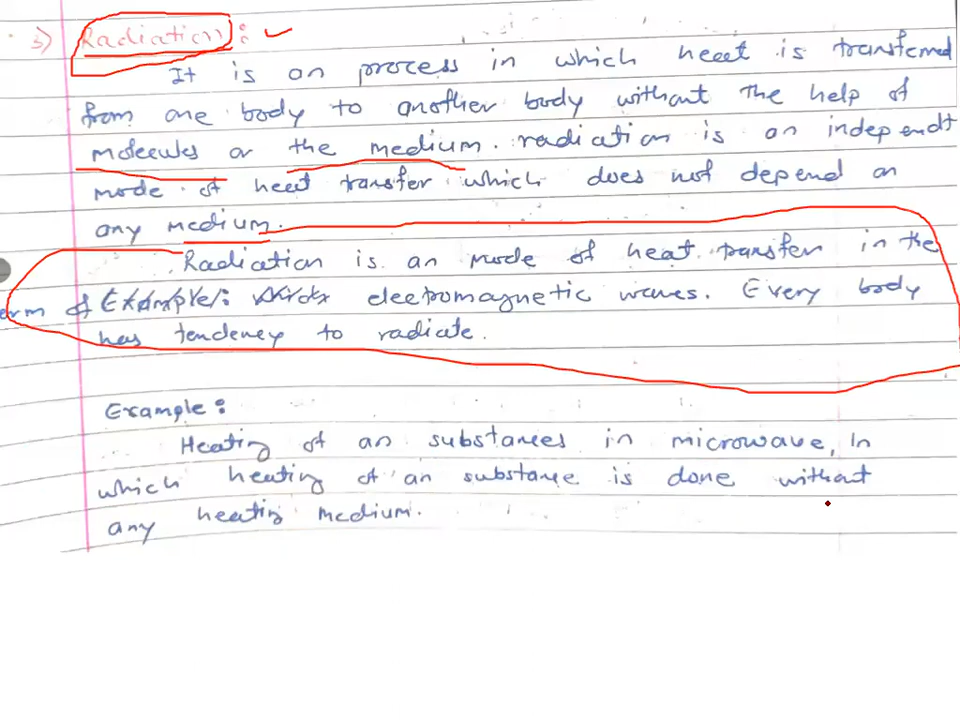 3) Radiation :
It is an process in which heat is transferred
from one body to another body without the help of
molecules or the medium. radiation is an independt
mode of heat transfer which does not depend on
any medium.
Radiation is an mode of heat transfer in the
erm of Example: electromagnetic waves. Every body
has tendency to radiate.
Example:
Heating of an substances in microwave, In
which heating of an substance is done without
any heating medium.